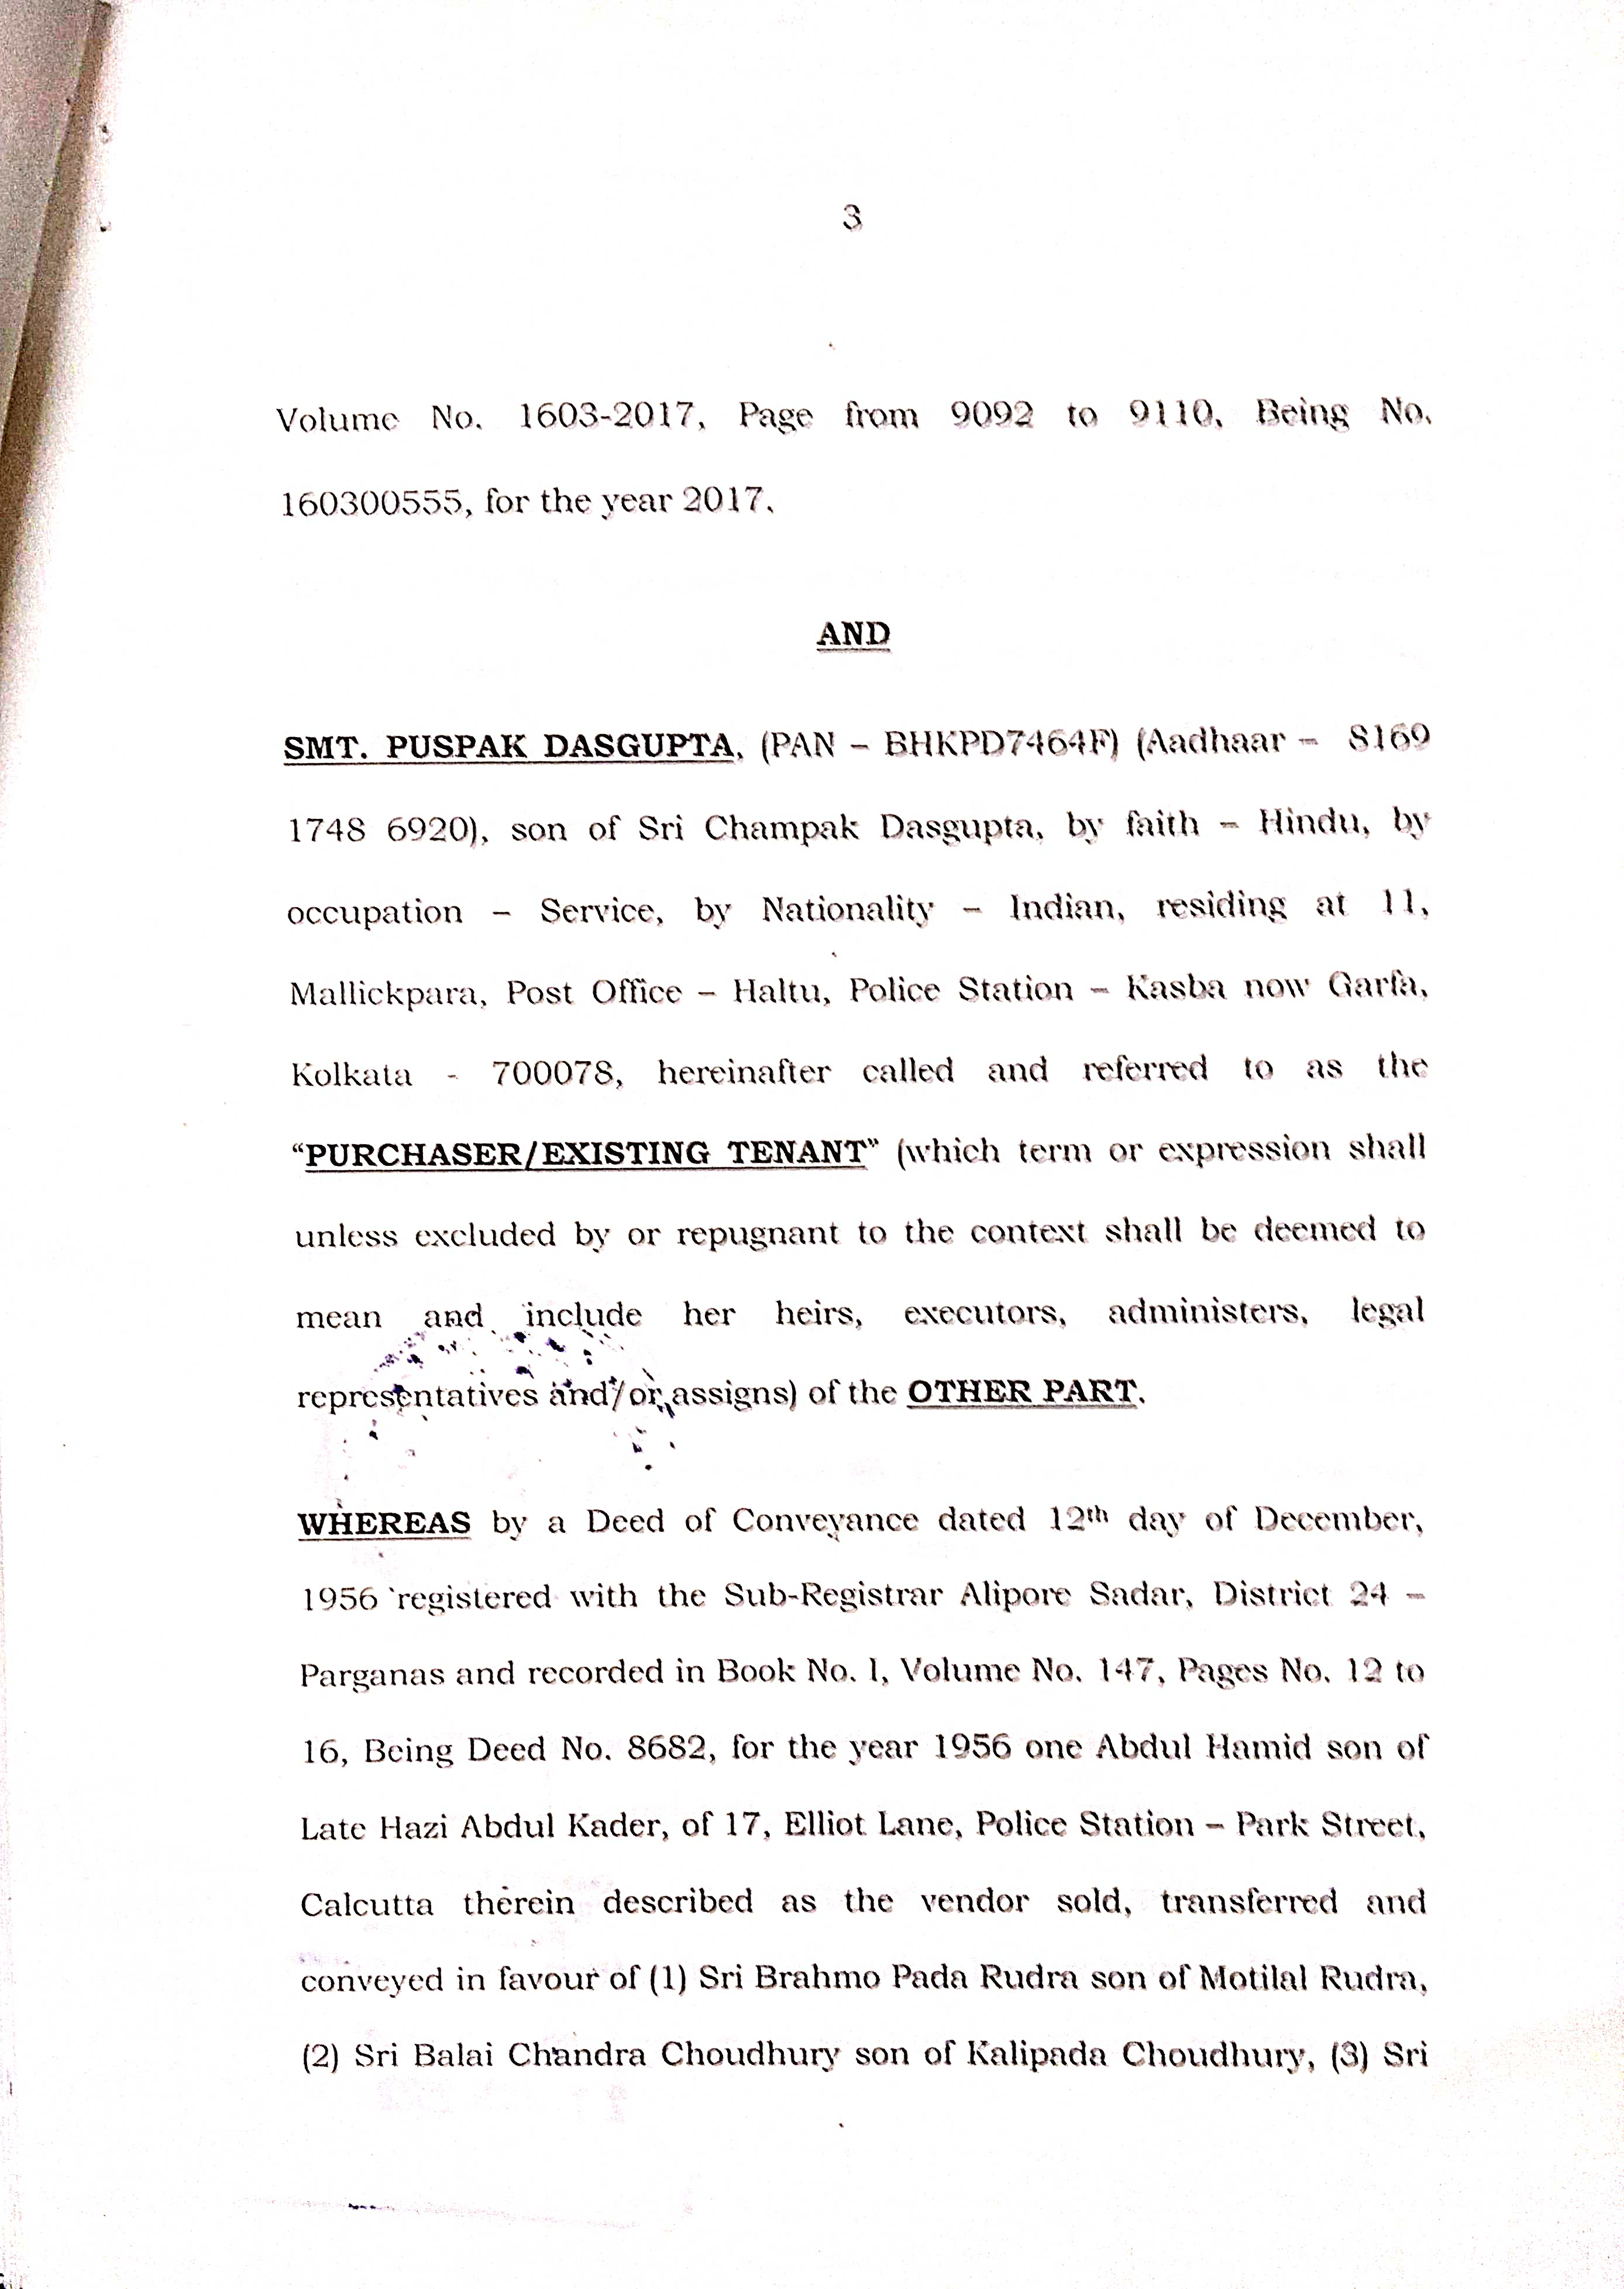 3
Volume No. 1603-2017, Page from 9092 to 9110, Being No.
160300555, for the year 2017.
AND
SMT. PUSPAK DASGUPTA, (PAN – BHKPD7464F) (Aadhaar – 8169
1748 6920), son of Sri Champak Dasgupta, by faith – Hindu, by
occupation – Service, by Nationality – Indian, residing at 11,
Mallickpara, Post Office – Haltu, Police Station – Kasba now Garfa,
Kolkata - 700078, hereinafter called and referred to as the
“PURCHASER/EXISTING TENANT” (which term or expression shall
unless excluded by or repugnant to the context shall be deemed to
mean and include her heirs, executors, administers, legal
representatives and/or assigns) of the OTHER PART.
WHEREAS by a Deed of Conveyance dated 12th day of December,
1956 registered with the Sub-Registrar Alipore Sadar, District 24 –
Parganas and recorded in Book No. I, Volume No. 147, Pages No. 12 to
16, Being Deed No. 8682, for the year 1956 one Abdul Hamid son of
Late Hazi Abdul Kader, of 17, Elliot Lane, Police Station – Park Street,
Calcutta therein described as the vendor sold, transferred and
conveyed in favour of (1) Sri Brahmo Pada Rudra son of Motilal Rudra,
(2) Sri Balai Chandra Choudhury son of Kalipada Choudhury, (3) Sri